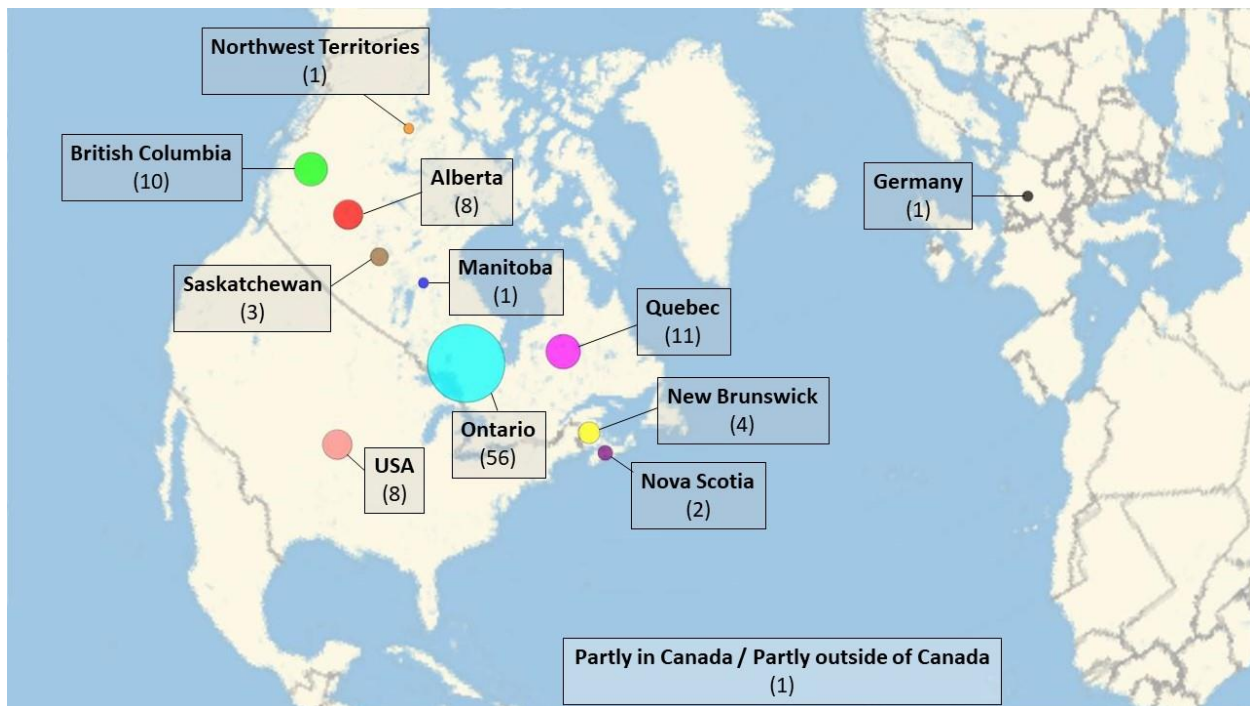 Northwest Territories
(1)
British Columbia
(10)
Alberta
(8)
Germany
(1)
Saskatchewan
(3)
Manitoba
(1)
Quebec
(11)
New Brunswick
(4)
Ontario
(56)
USA
(8)
Nova Scotia
(2)
Partly in Canada / Partly outside of Canada
(1)